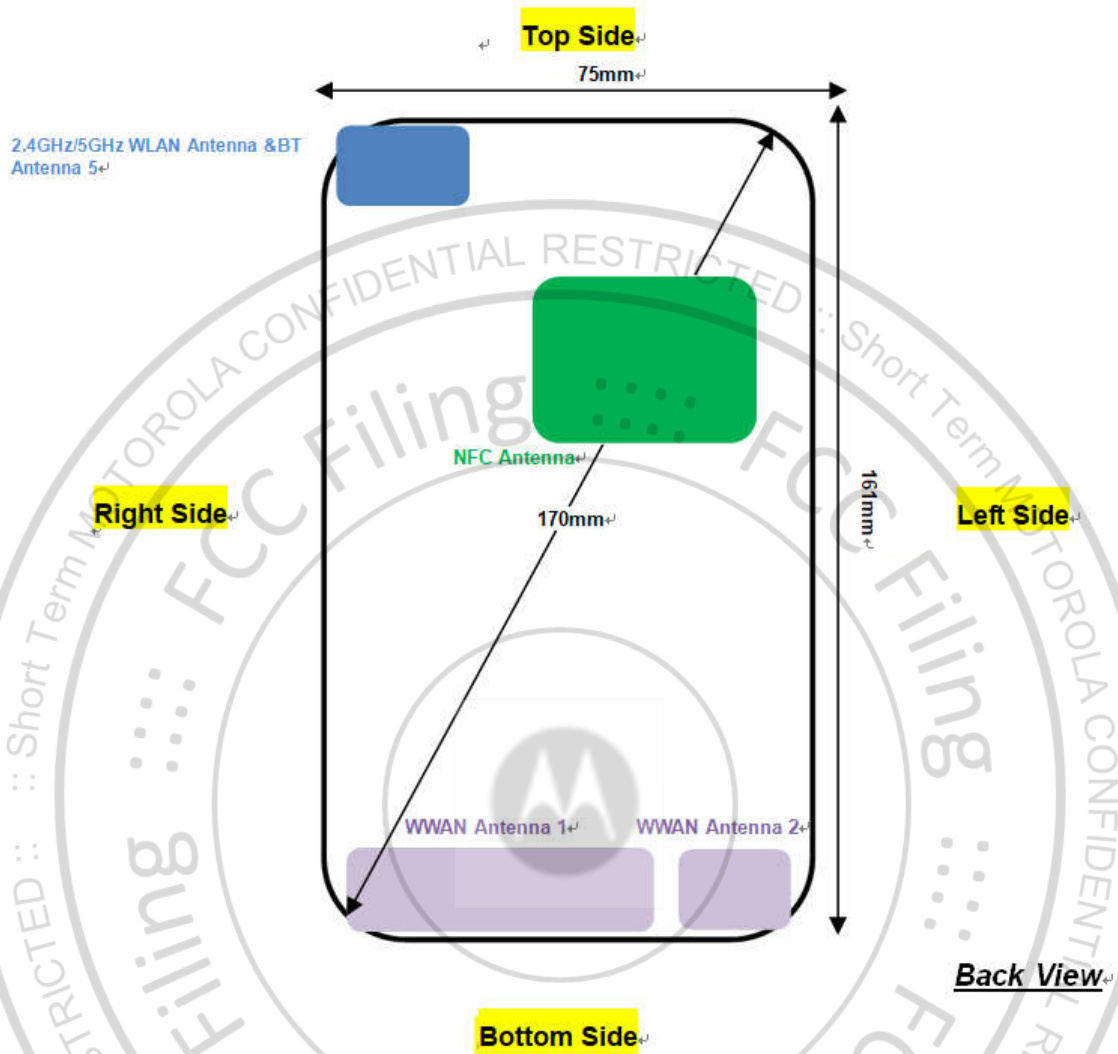 Top Side
75mm
2.4GHz/5GHz WLAN Antenna &BT
Antenna 5
MOTOROLA CONFIDENTIAL RESTRICTED :: Short Term MOTOROLA CONFIDENTIAL R
FCC Filing :::: FCC Filing ::::
NFC Antenna
161mm
Right Side
170mm
Left Side
STRICTED :: :: Short Term
Filing ::::
WWAN Antenna 1
WWAN Antenna 2
Back View
Bottom Side